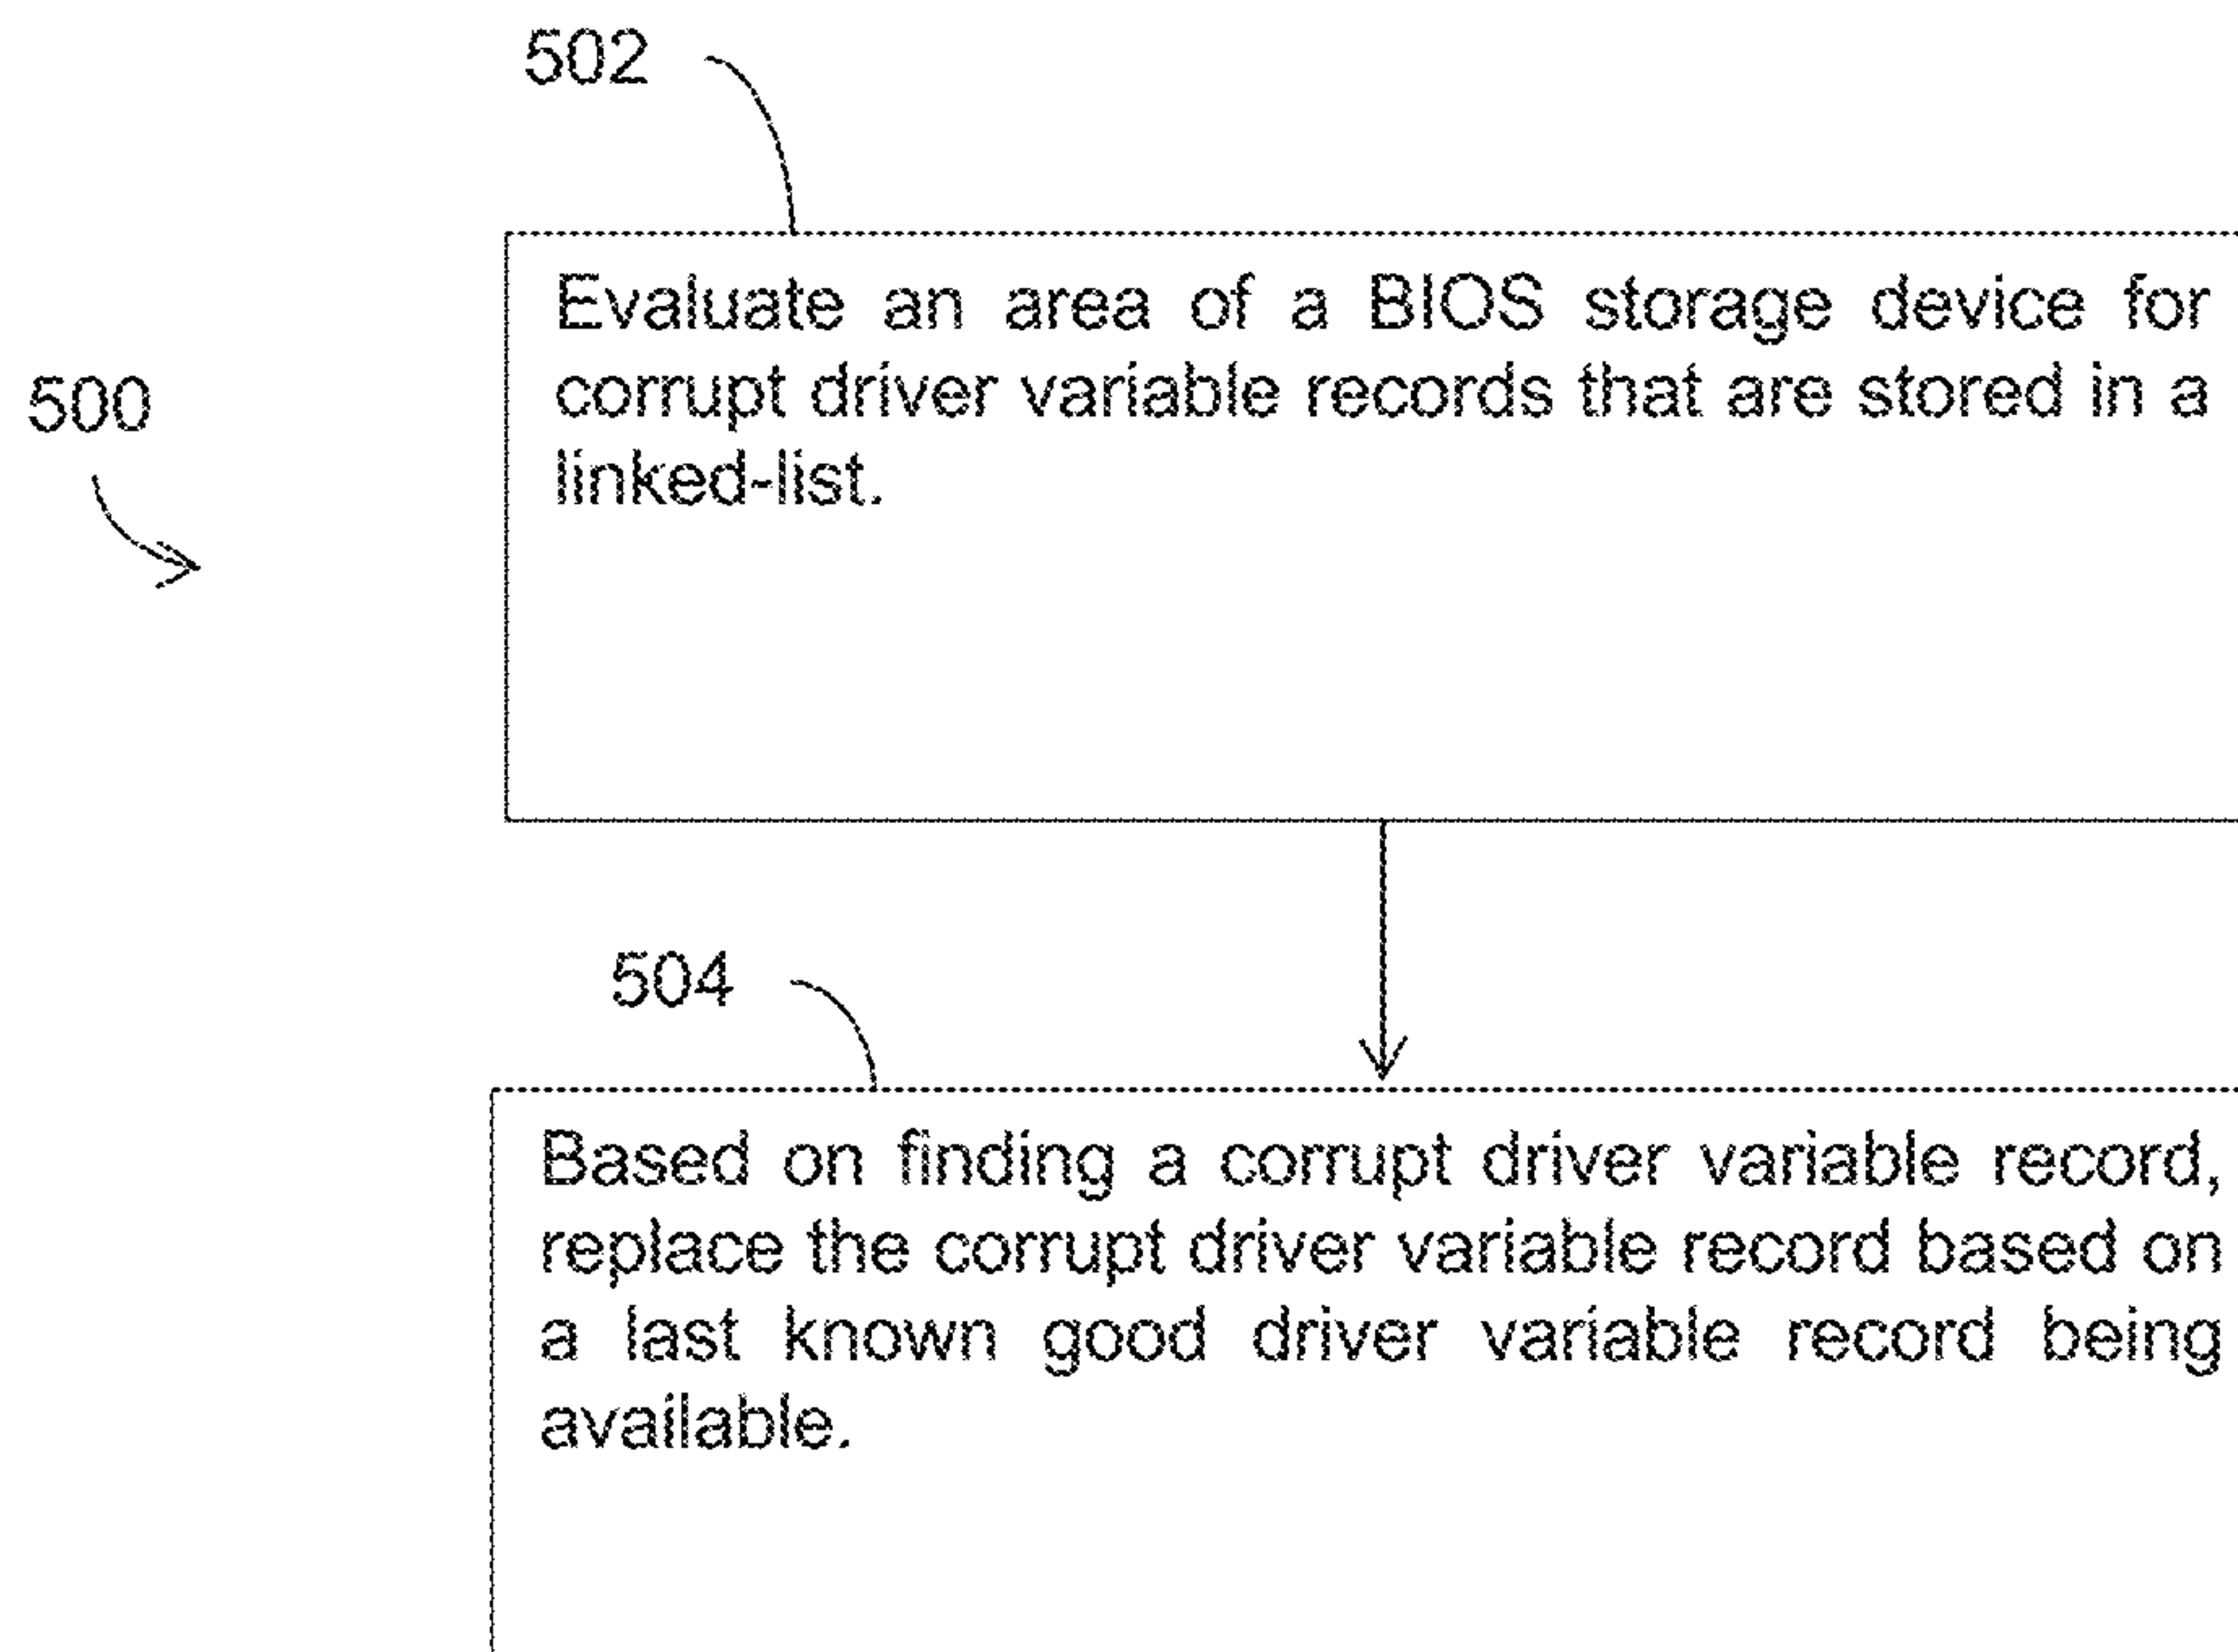 502
Evaluate an area of a BIOS storage device for
corrupt driver variable records that are stored in a
linked-list.
500
504
Based on finding a corrupt driver variable record,
replace the corrupt driver variable record based on
a last known good driver variable record being
available.